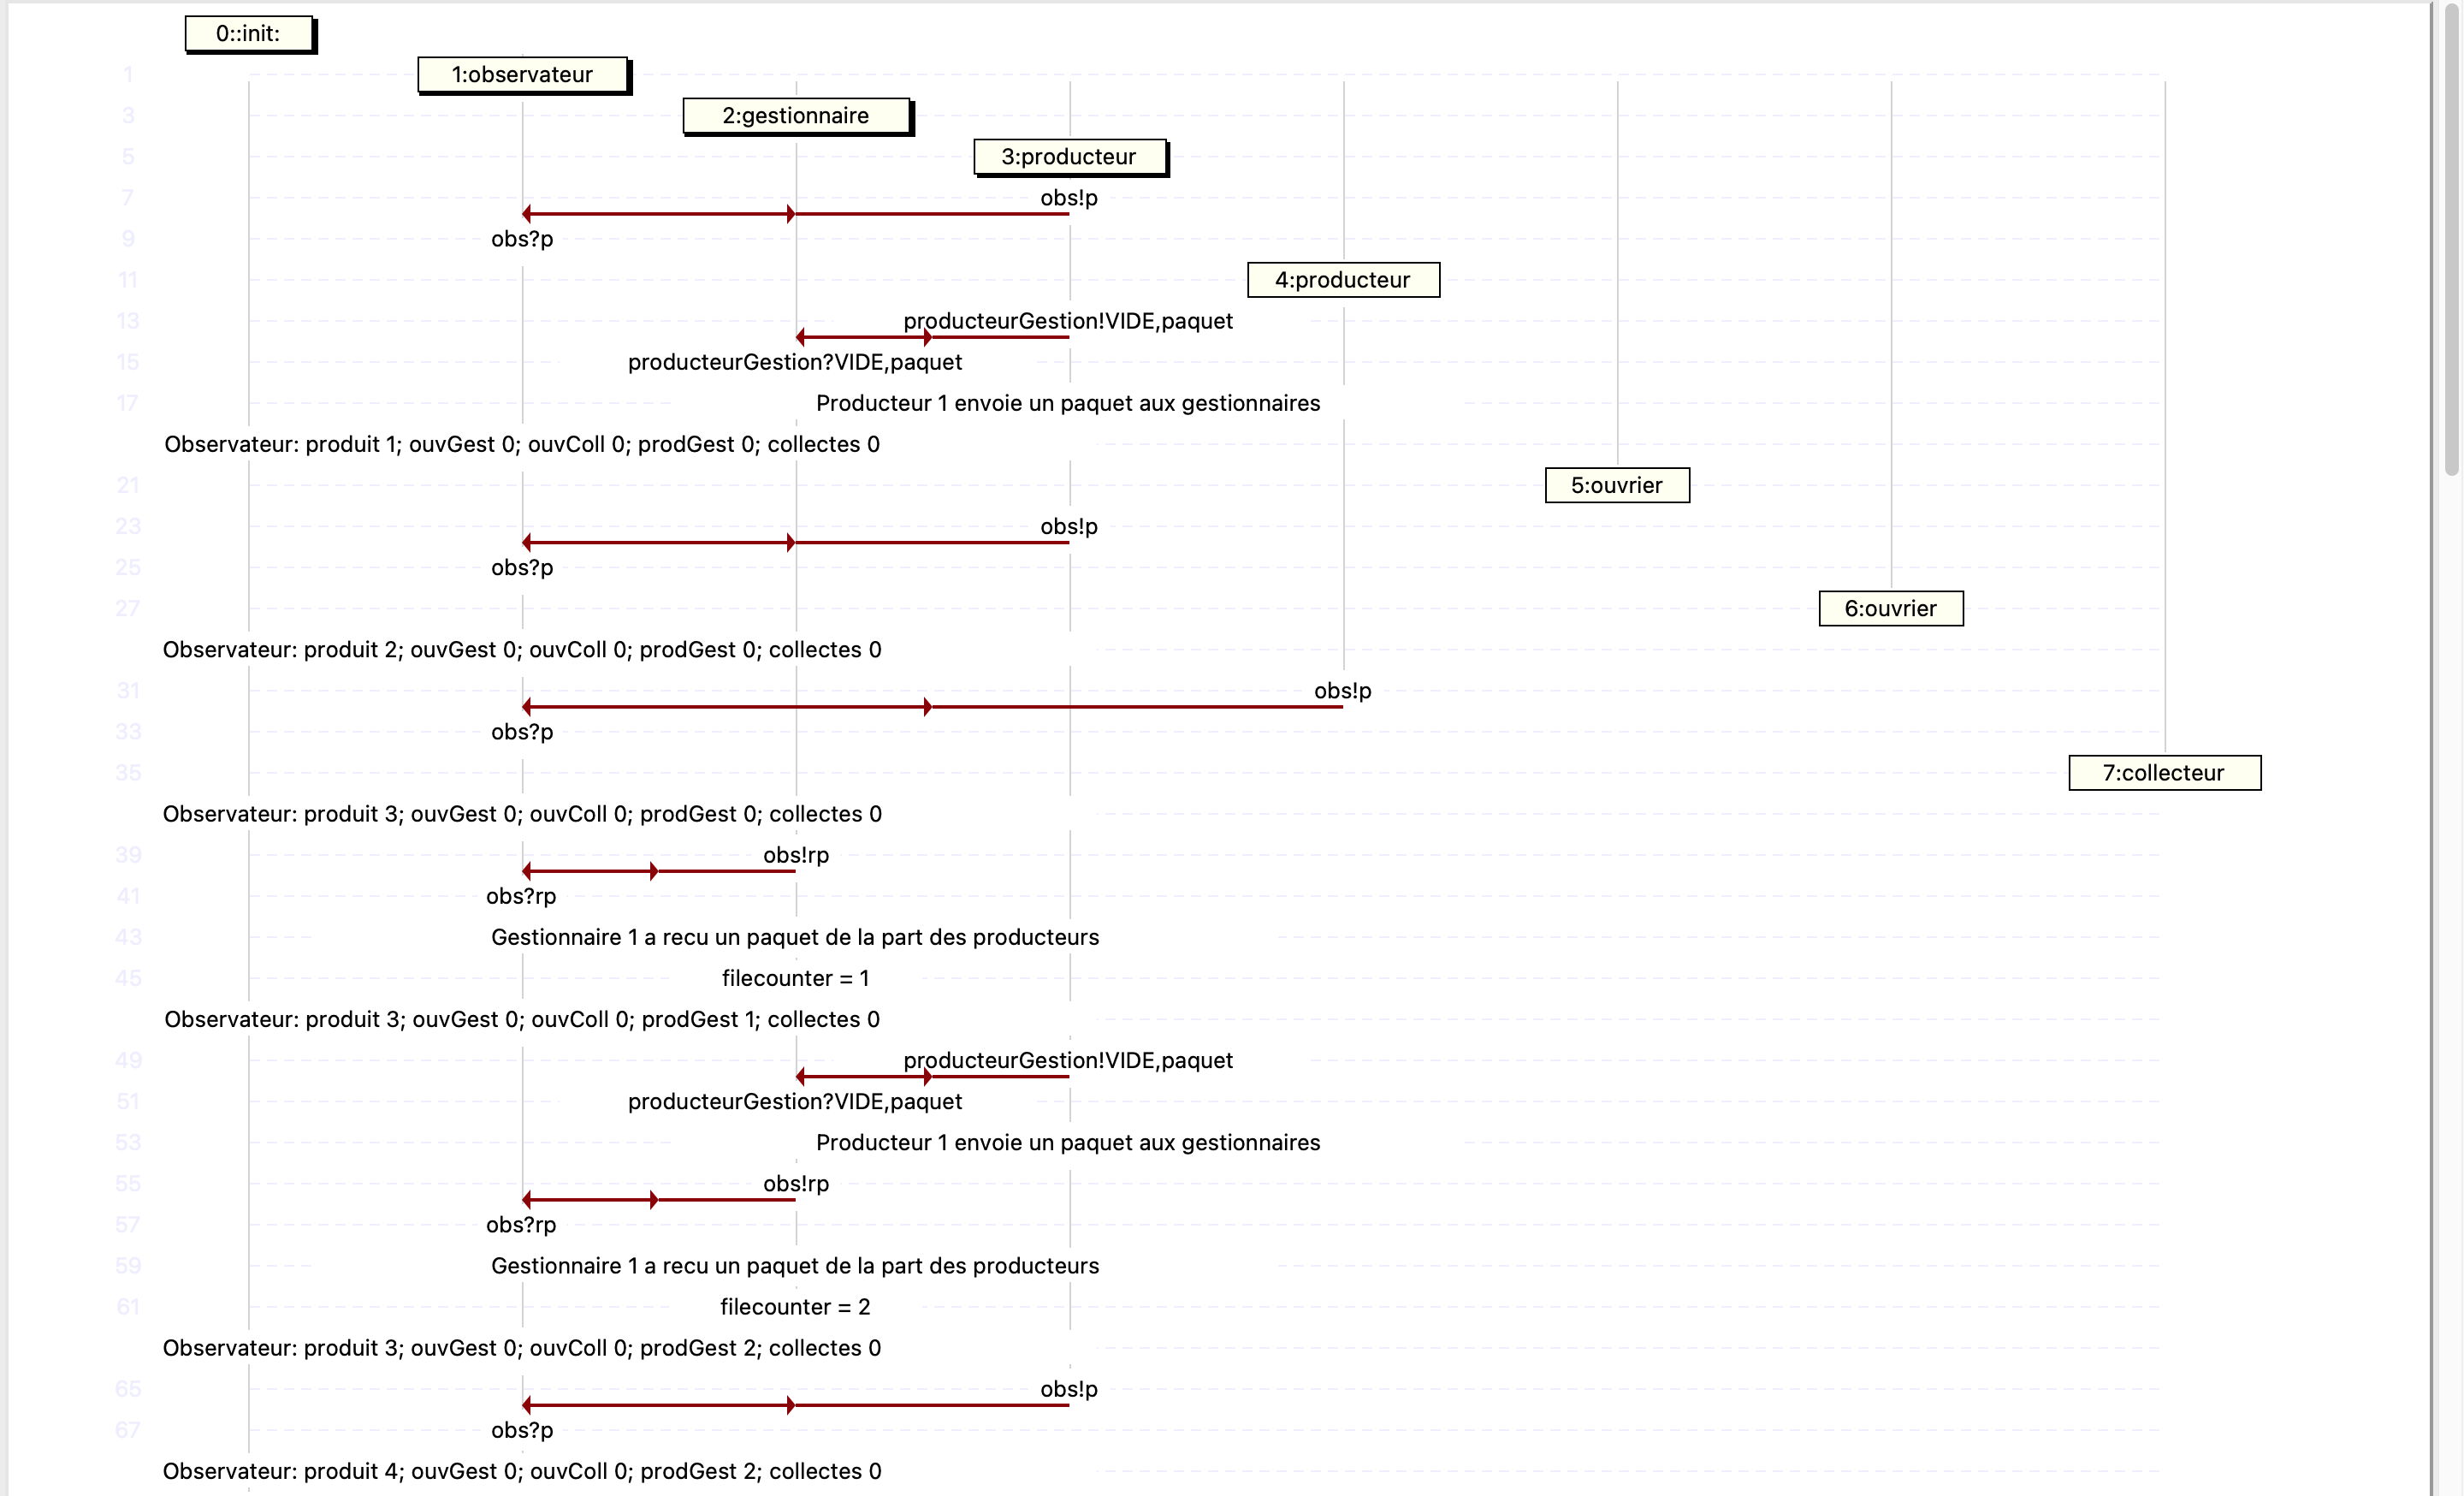 0::init:
1
1:observateur
3
2:gestionnaire
5
3:producteur
7
obs!p
9
obs?p
11
4:producteur
13
producteurGestion!VIDE,paquet
15
producteurGestion?VIDE,paquet
17
Producteur 1 envoie un paquet aux gestionnaires
Observateur: produit 1; ouvGest 0; ouvColl 0; prodGest 0; collectes 0
21
5:ouvrier
23
obs!p
25
obs?p
27
6:ouvrier
Observateur: produit 2; ouvGest 0; ouvColl 0; prodGest 0; collectes 0
31
obs!p
33
obs?p
35
7:collecteur
Observateur: produit 3; ouvGest 0; ouvColl 0; prodGest 0; collectes 0
39
obs!rp
41
obs?rp
43
Gestionnaire 1 a recu un paquet de la part des producteurs
45
filecounter = 1
Observateur: produit 3; ouvGest 0; ouvColl 0; prodGest 1; collectes 0
49
producteurGestion!VIDE,paquet
51
producteurGestion?VIDE,paquet
53
Producteur 1 envoie un paquet aux gestionnaires
55
obs!rp
57
obs?rp
59
Gestionnaire 1 a recu un paquet de la part des producteurs
61
filecounter = 2
Observateur: produit 3; ouvGest 0; ouvColl 0; prodGest 2; collectes 0
65
obs!p
67
obs?p
Observateur: produit 4; ouvGest 0; ouvColl 0; prodGest 2; collectes 0